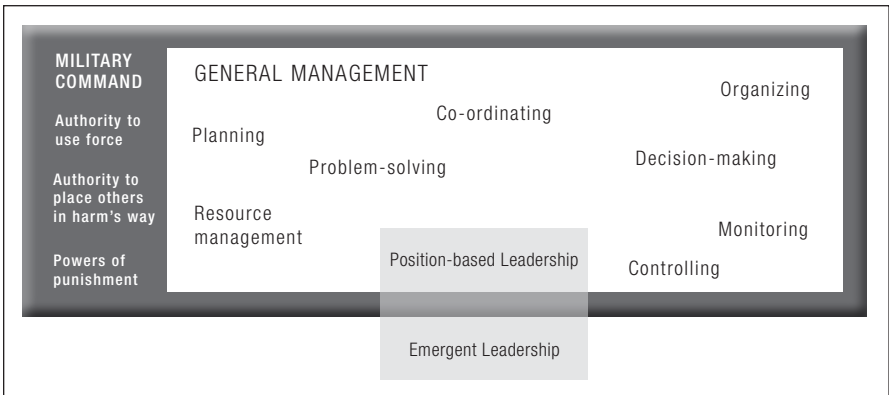 MILITARY
COMMAND
Authority to
use force
Authority to
place others
in harm's way
Powers of
punishment
GENERAL MANAGEMENT
Organizing
Co-ordinating
Planning
Decision-making
Problem-solving
Resource
management
Monitoring
Position-based Leadership
Controlling
Emergent Leadership